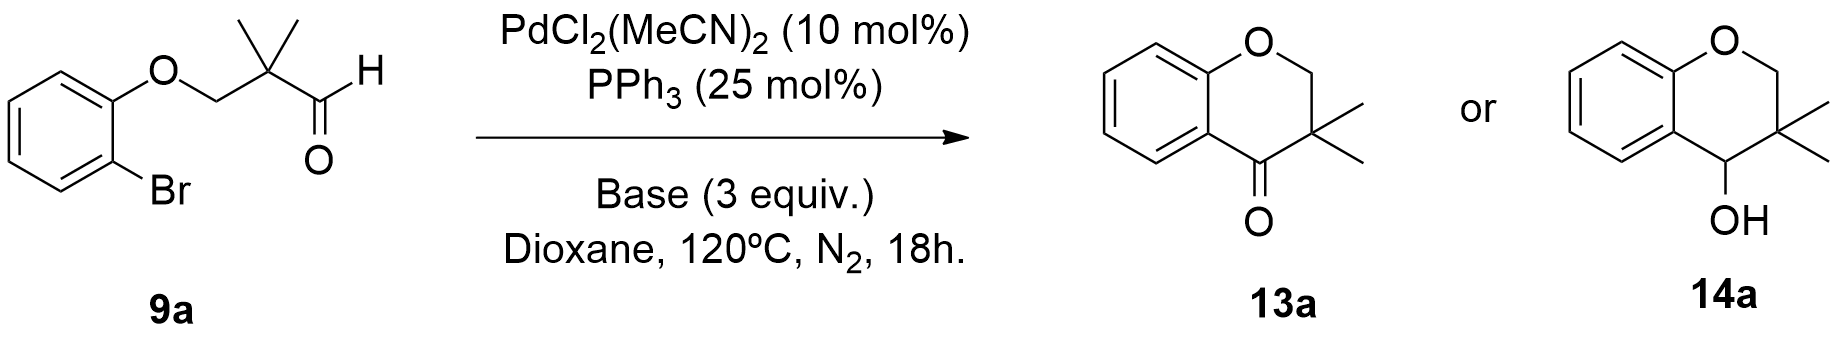 PdCl₂(MeCN)₂ (10 mol%)
PPh₃ (25 mol%)
Base (3 equiv.)
Dioxane, 120ºC, N₂, 18h.
O
H
O
Br
9a
O
O
13a
or
O
OH
14a